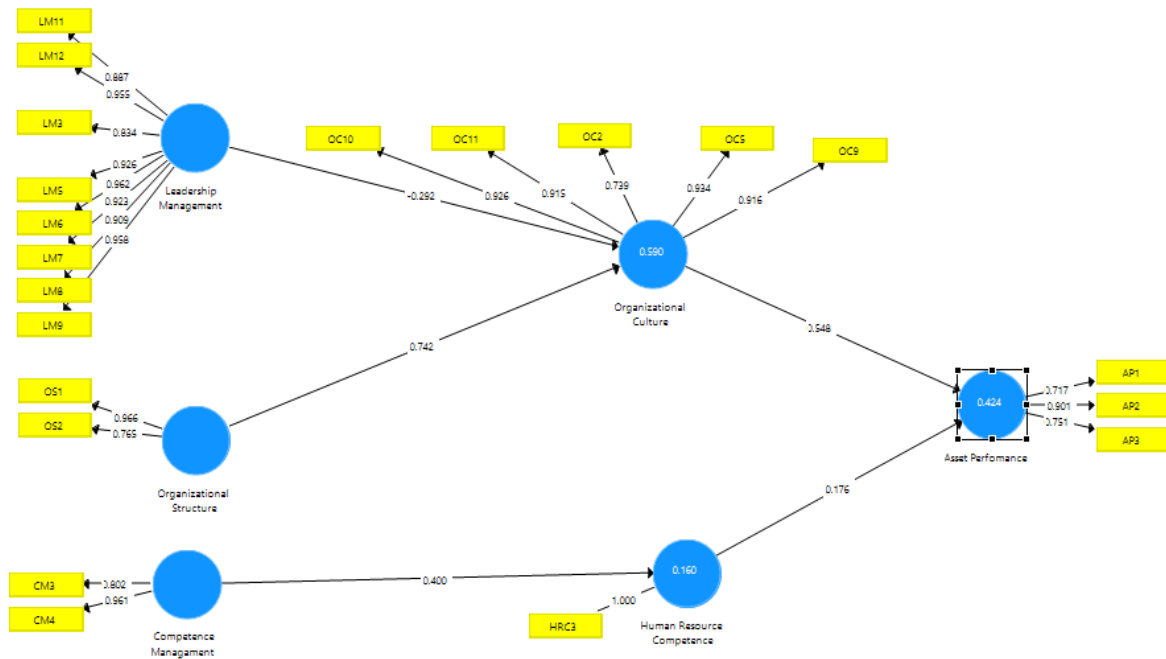 LM11
LM12
LM3
LM5
LM6
LM7
LM8
LM9
0.887
0.955
0.834
0.926
0.962
0.923
0.909
0.958
Leadership
Management
OC10
OC11
OC2
OC5
OC9
0.926
0.915
0.739
0.934
0.916
-0.292
0.590
Organizational
Culture
0.742
0.548
OS1
OS2
0.966
0.765
Organizational
Structure
0.424
Asset Perfomance
0.717
0.901
0.751
AP1
AP2
AP3
0.176
CM3
CM4
0.802
0.961
Competence
Managament
0.400
0.160
1.000
HRC3
Human Resource
Competence